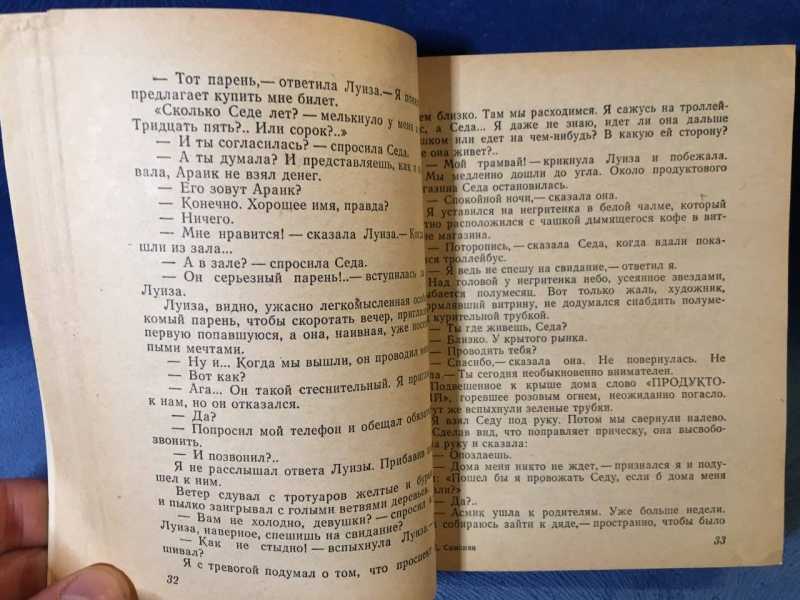 — Тот парень,— ответила Луиза.— Я
предлагает купить мне билет.
«Сколько Седе лет? — мелькнуло у меня
Тридцать пять?.. Или сорок?..»
— И ты согласилась? — спросила Седа.
— А ты думала? И представляешь, как
вала, Араик не взял денег.
— Его зовут Араик?
— Конечно. Хорошее имя, правда?
— Ничего.
— Мне нравится! — сказала Луиза.—
шли из зала...
— А в зале? — спросила Седа.
— Он серьезный парень!..— вступилась
Луиза.
Луиза, видно, ужасно легкомысленная
комый парень, чтобы скоротать вечер,
первую попавшуюся, а она, наивная, уже
ными мечтами.
— Ну и... Когда мы вышли, он проводил
— Вот как?
— Ага... Он такой стеснительный. Я
к нам, но он отказался.
— Да?
— Попросил мой телефон и обещал
звонить.
— И позвонил?..
Я не расслышал ответа Луизы. Прибавив
шел к ним.
Ветер сдувал с тротуаров желтые и
и пылко заигрывал с голыми ветвями деревьев.
— Вам не холодно, девушки? — спросил
Луиза, наверное, спешишь на свидание?
— Как не стыдно! — вспыхнула Луиза.—
шивал?
Я с тревогой подумал о том, что проспект
32
ем близко. Там мы расходимся. Я сажусь на троллей-
с, а Седа... Я даже не знаю, идет ли она дальше
шком или едет на чем-нибудь? В какую ей сторону?
е она живет?..
— Мой трамвай! — крикнула Луиза и побежала.
Мы медленно дошли до угла. Около продуктового
газина Седа остановилась.
— Спокойной ночи,— сказала она.
Я уставился на негритенка в белой чалме, который
тно расположился с чашкой дымящегося кофе в вит-
не магазина.
— Поторопись,— сказала Седа, когда вдали пока-
лся троллейбус.
— Я ведь не спешу на свидание,— ответил я.
Над головой у негритенка небо, усеянное звездами,
ыбается полумесяц. Вот только жаль, художник,
ормлявший витрину, не додумался снабдить полуме-
курительной трубкой.
— Ты где живешь, Седа?
— Близко. У крытого рынка.
— Проводить тебя?
— Спасибо,— сказала она. Не повернулась. Не
на.— Ты сегодня необыкновенно внимателен.
Подвешенное к крыше дома слово «ПРОДУКТО-
Й», горевшее розовым огнем, неожиданно погасло.
ут же вспыхнули зеленые трубки.
Я взял Седу под руку. Потом мы свернули налево.
Сделав вид, что поправляет прическу, она высвобо-
на руку и сказала:
— Опоздаешь.
— Дома меня никто не ждет,— признался я и поду-
л: «Пошел бы я провожать Седу, если б дома меня
али?»
— Да?..
— Асмик ушла к родителям. Уже больше недели.
собираюсь зайти к дяде,— пространно, чтобы было
33